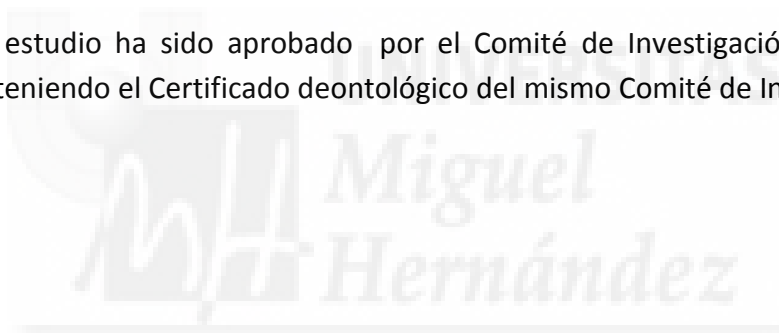 estudio ha sido aprobado por el Comité de Investigació
teniendo el Certificado deontológico del mismo Comité de In
UNIVERSITAS
Miguel
Hernández